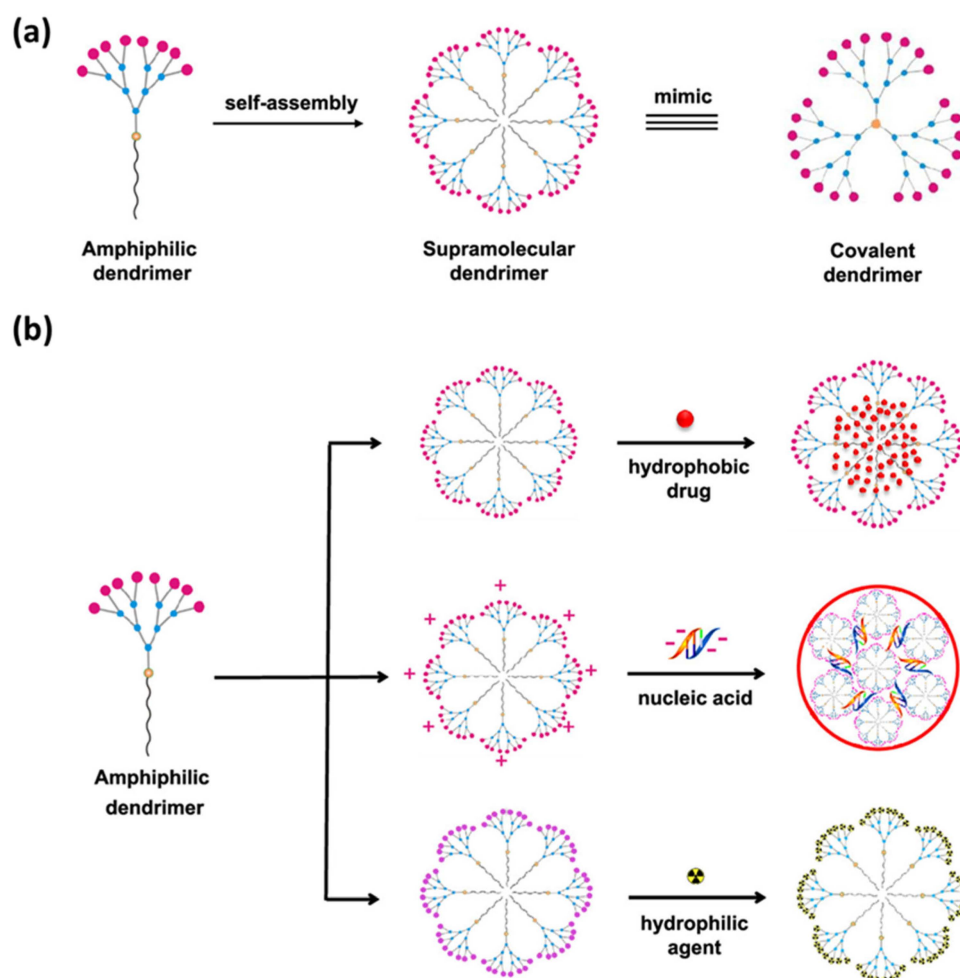 (a)
self-assembly
mimic
Amphiphilic
dendrimer
Supramolecular
dendrimer
Covalent
dendrimer
(b)
hydrophobic
drug
+
+
+
+
+
+
+
+
nucleic acid
Amphiphilic
dendrimer
hydrophilic
agent